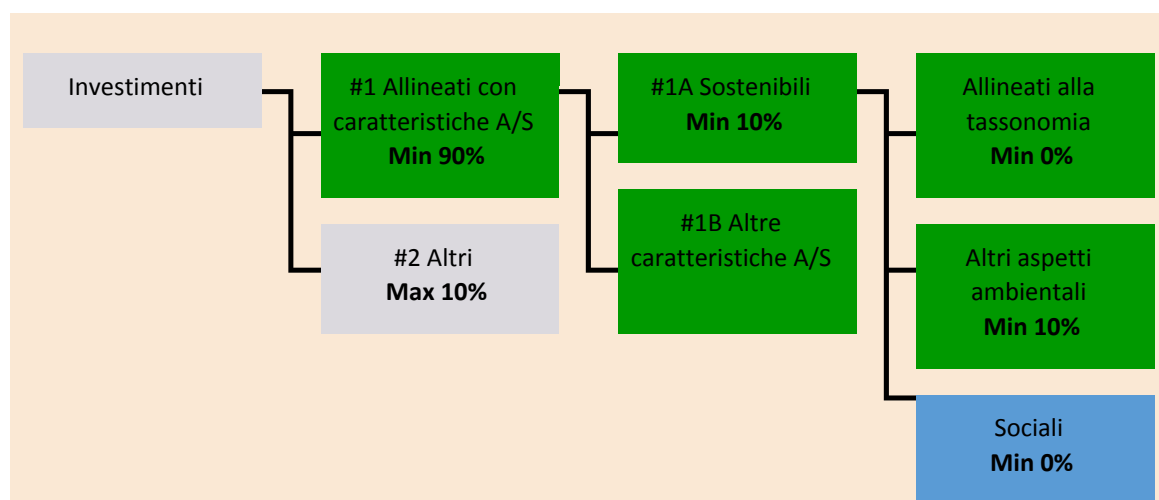 Investimenti
#1 Allineati con
caratteristiche A/S
Min 90%
#2 Altri
Max 10%
#1A Sostenibili
Min 10%
#1B Altre
caratteristiche A/S
Allineati alla
tassonomia
Min 0%
Altri aspetti
ambientali
Min 10%
Sociali
Min 0%